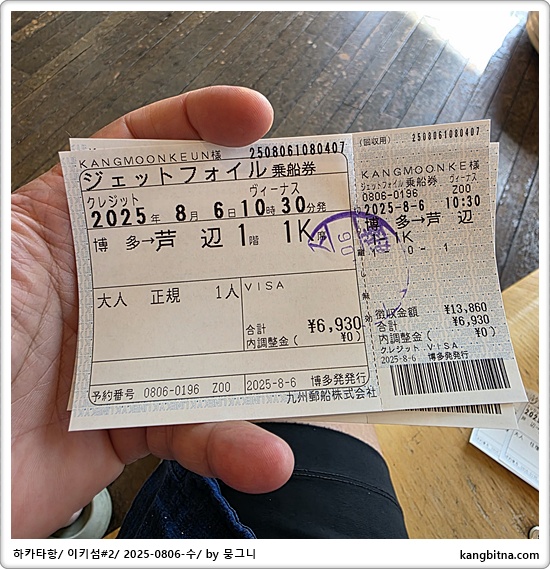 KANGMOONKEUN様 2508061080407
ジェットフォイル 乗船券
クレジット ヴィーナス
2025年 8月 6日 10時 30分発
博 多→芦 辺 1階 1K席
大人 正規 1人 VISA
合計 ¥6,930
内調整金( ¥0)
予約番号 0806-0196 Z00 2025-8-6 博多発発行
九州郵船株式会社
(回収用) 2508061080407
KANGMOONKE様
ジェットフォイル乗船券 ヴィーナス
0806-0196 Z00
2025-8-6 10:30
博 多→芦 辺
1K
徴収金額 ¥13,860
合計 ¥6,930
内調整金( ¥0)
クレジット VISA
2025-8-6 博多発発行
하카타항/ 이키섬#2/ 2025-0806-수/ by 뭉그니
kangbitna.com